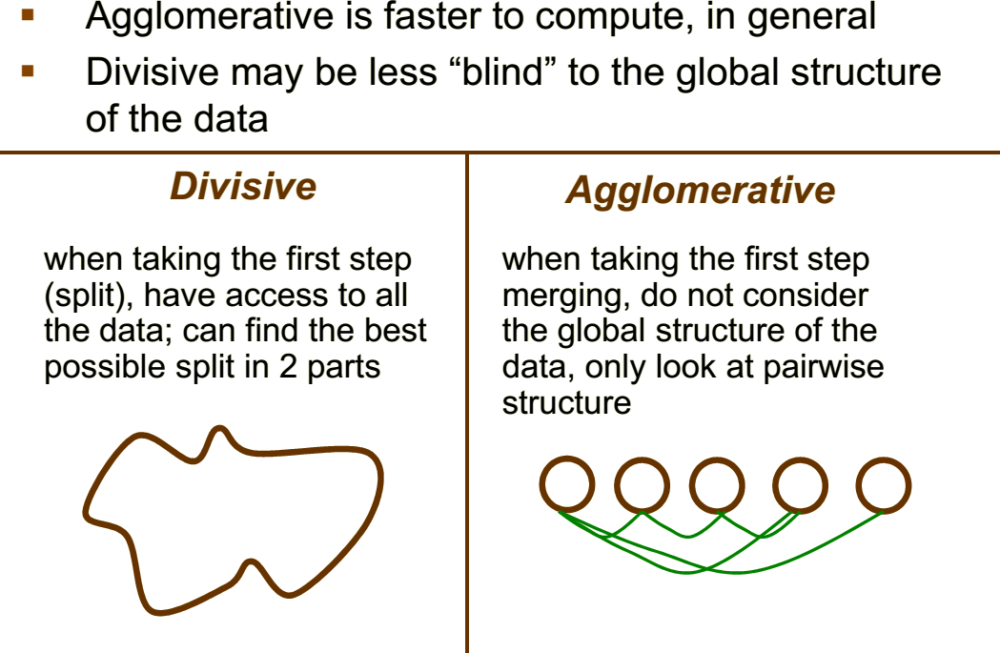 ▪ Agglomerative is faster to compute, in general
▪ Divisive may be less “blind” to the global structure
of the data
Divisive
when taking the first step
(split), have access to all
the data; can find the best
possible split in 2 parts
Agglomerative
when taking the first step
merging, do not consider
the global structure of the
data, only look at pairwise
structure